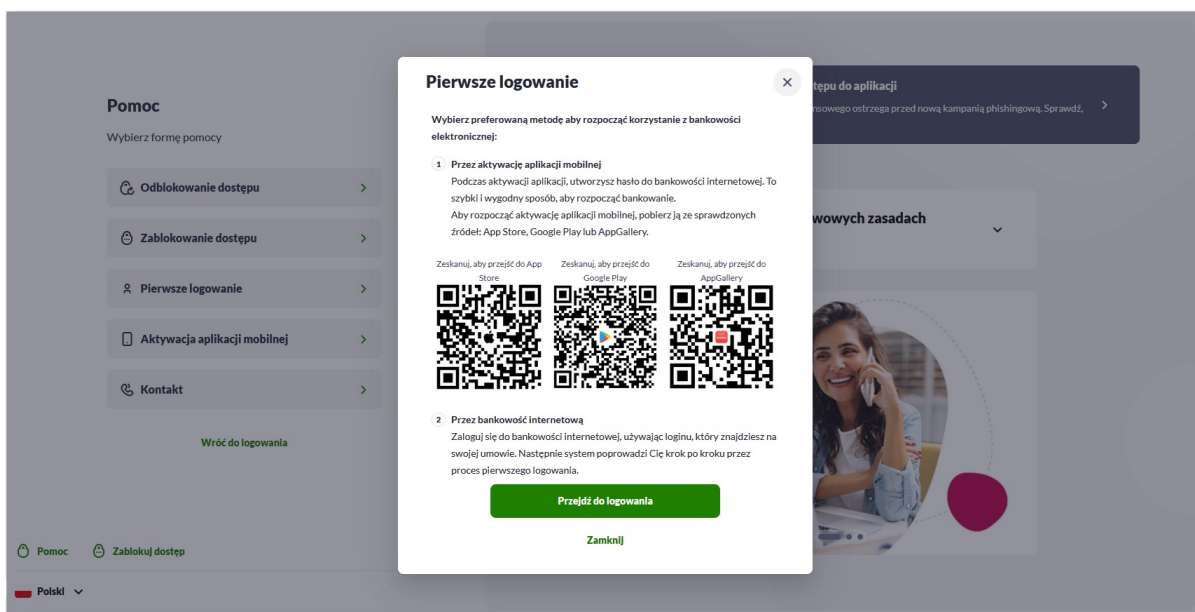 Pomoc
Wybierz formę pomocy
Odblokowanie dostępu
Zablokowanie dostępu
Pierwsze logowanie
Aktywacja aplikacji mobilnej
Kontakt
Wróć do logowania
Pomoc
Zablokuj dostęp
Polski
Pierwsze logowanie
Wybierz preferowaną metodę aby rozpocząć korzystanie z bankowości
elektronicznej:
1 Przez aktywację aplikacji mobilnej
Podczas aktywacji aplikacji, utworzysz hasło do bankowości internetowej. To
szybki i wygodny sposób, aby rozpocząć bankowanie.
Aby rozpocząć aktywację aplikacji mobilnej, pobierz ją ze sprawdzonych
źródeł: App Store, Google Play lub AppGallery.
Zeskanuj, aby przejść do App
Store
Zeskanuj, aby przejść do
Google Play
Zeskanuj, aby przejść do
AppGallery
2 Przez bankowość internetową
Zaloguj się do bankowości internetowej, używając loginu, który znajdziesz na
swojej umowie. Następnie system poprowadzi Cię krok po kroku przez
proces pierwszego logowania.
Przejdź do logowania
Zamknij
tępu do aplikacji
nsowego ostrzega przed nową kampanią phishingową. Sprawdź,
wowych zasadach